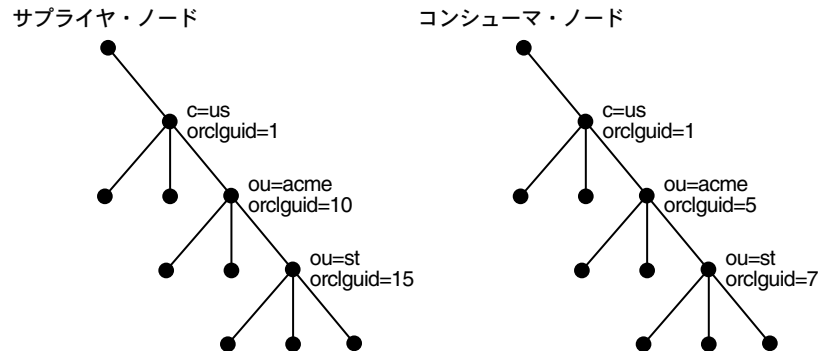 サプライヤ・ノード
c=us
orclguid=1
ou=acme
orclguid=10
ou=st
orclguid=15
コンシューマ・ノード
c=us
orclguid=1
ou=acme
orclguid=5
ou=st
orclguid=7